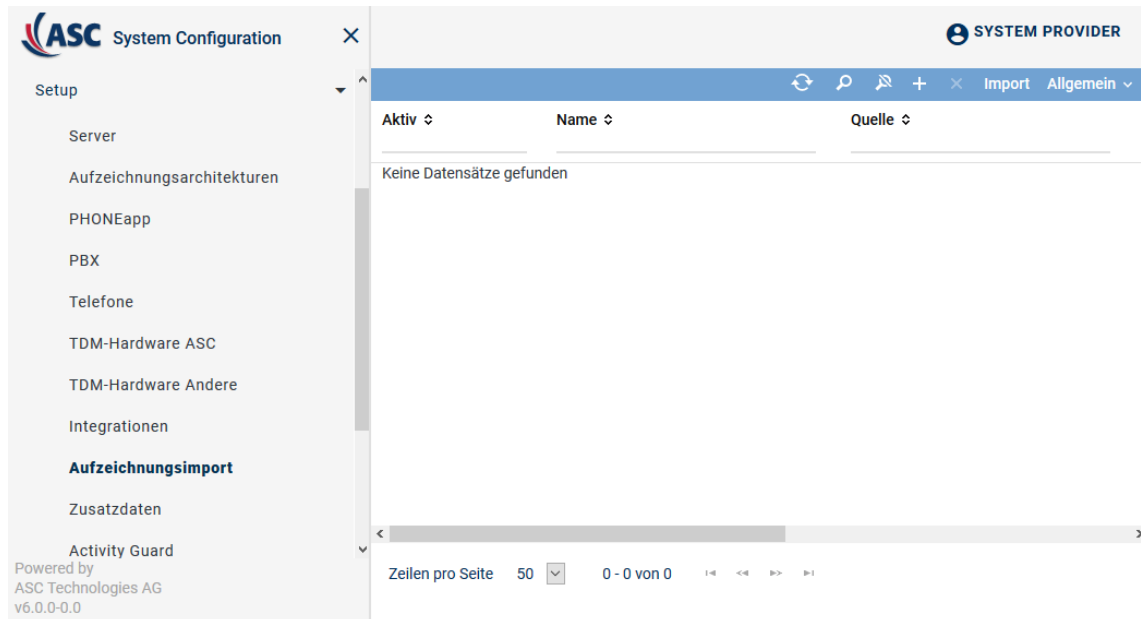 ASC System Configuration
SYSTEM PROVIDER
Setup
Server
Aufzeichnungsarchitekturen
PHONEapp
PBX
Telefone
TDM-Hardware ASC
TDM-Hardware Andere
Integrationen
Aufzeichnungsimport
Zusatzdaten
Activity Guard
Powered by
ASC Technologies AG
v6.0.0-0.0
Import Allgemein
Aktiv Name Quelle
Keine Datensätze gefunden
Zeilen pro Seite 50 0 - 0 von 0